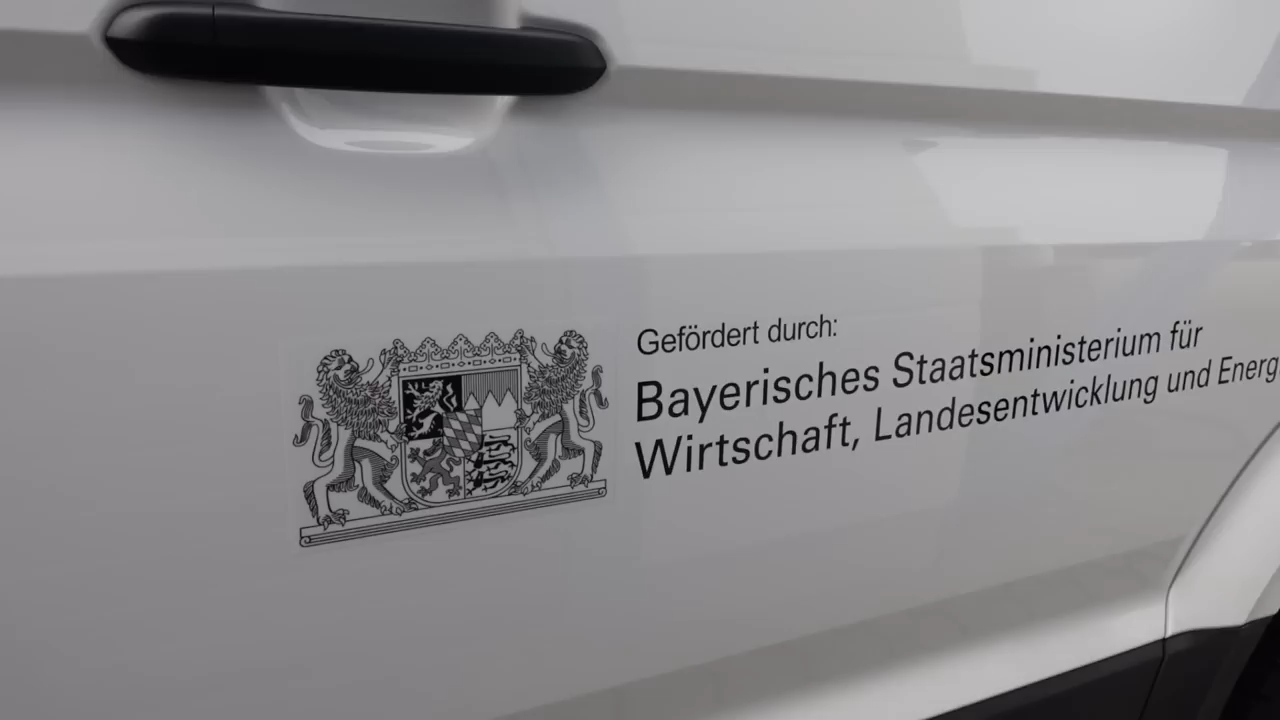 Gefördert durch:
Bayerisches Staatsministerium für
Wirtschaft, Landesentwicklung und Energ